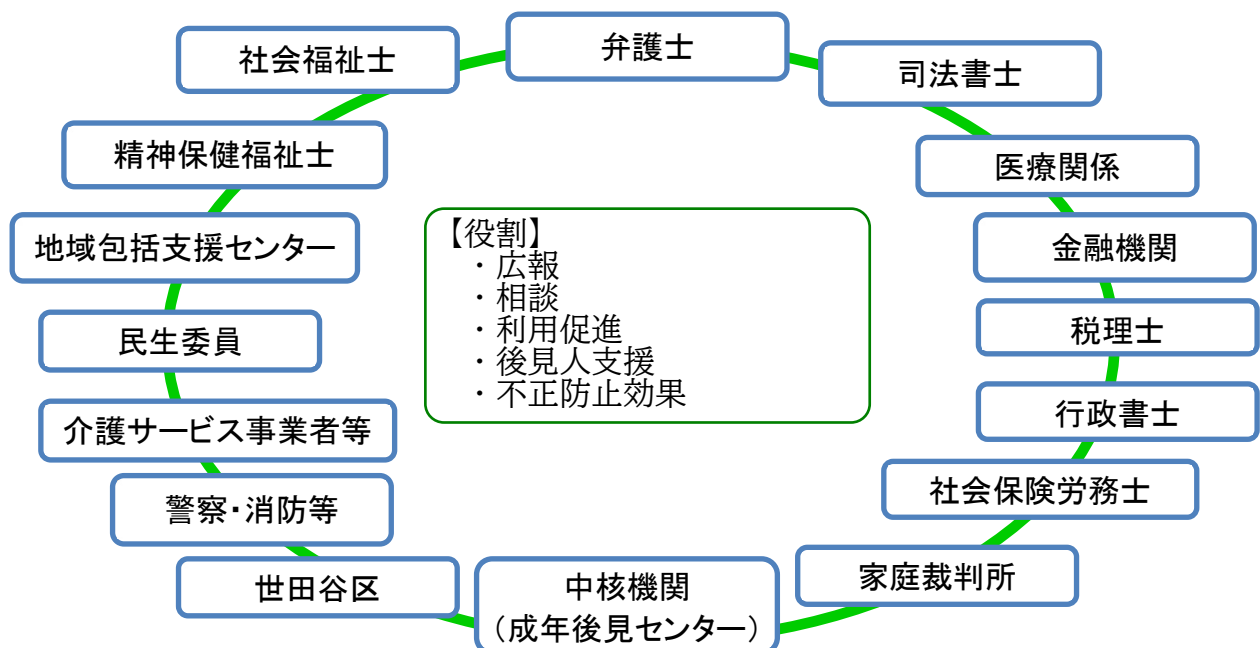 弁護士
社会福祉士
司法書士
精神保健福祉士
医療関係
地域包括支援センター
金融機関
【役割】
・広報
・相談
・利用促進
・後見人支援
・不正防止効果
民生委員
税理士
介護サービス事業者等
行政書士
警察・消防等
社会保険労務士
世田谷区
中核機関
（成年後見センター）
家庭裁判所